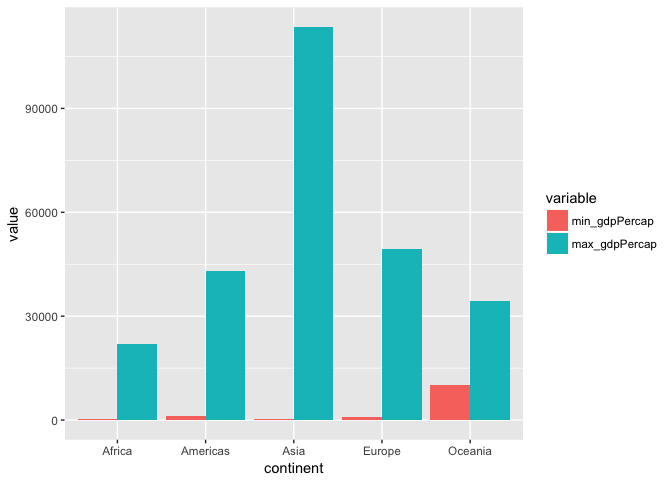 value
90000
60000
30000
0
Africa Americas Asia Europe Oceania
continent
variable
min_gdpPercap
max_gdpPercap